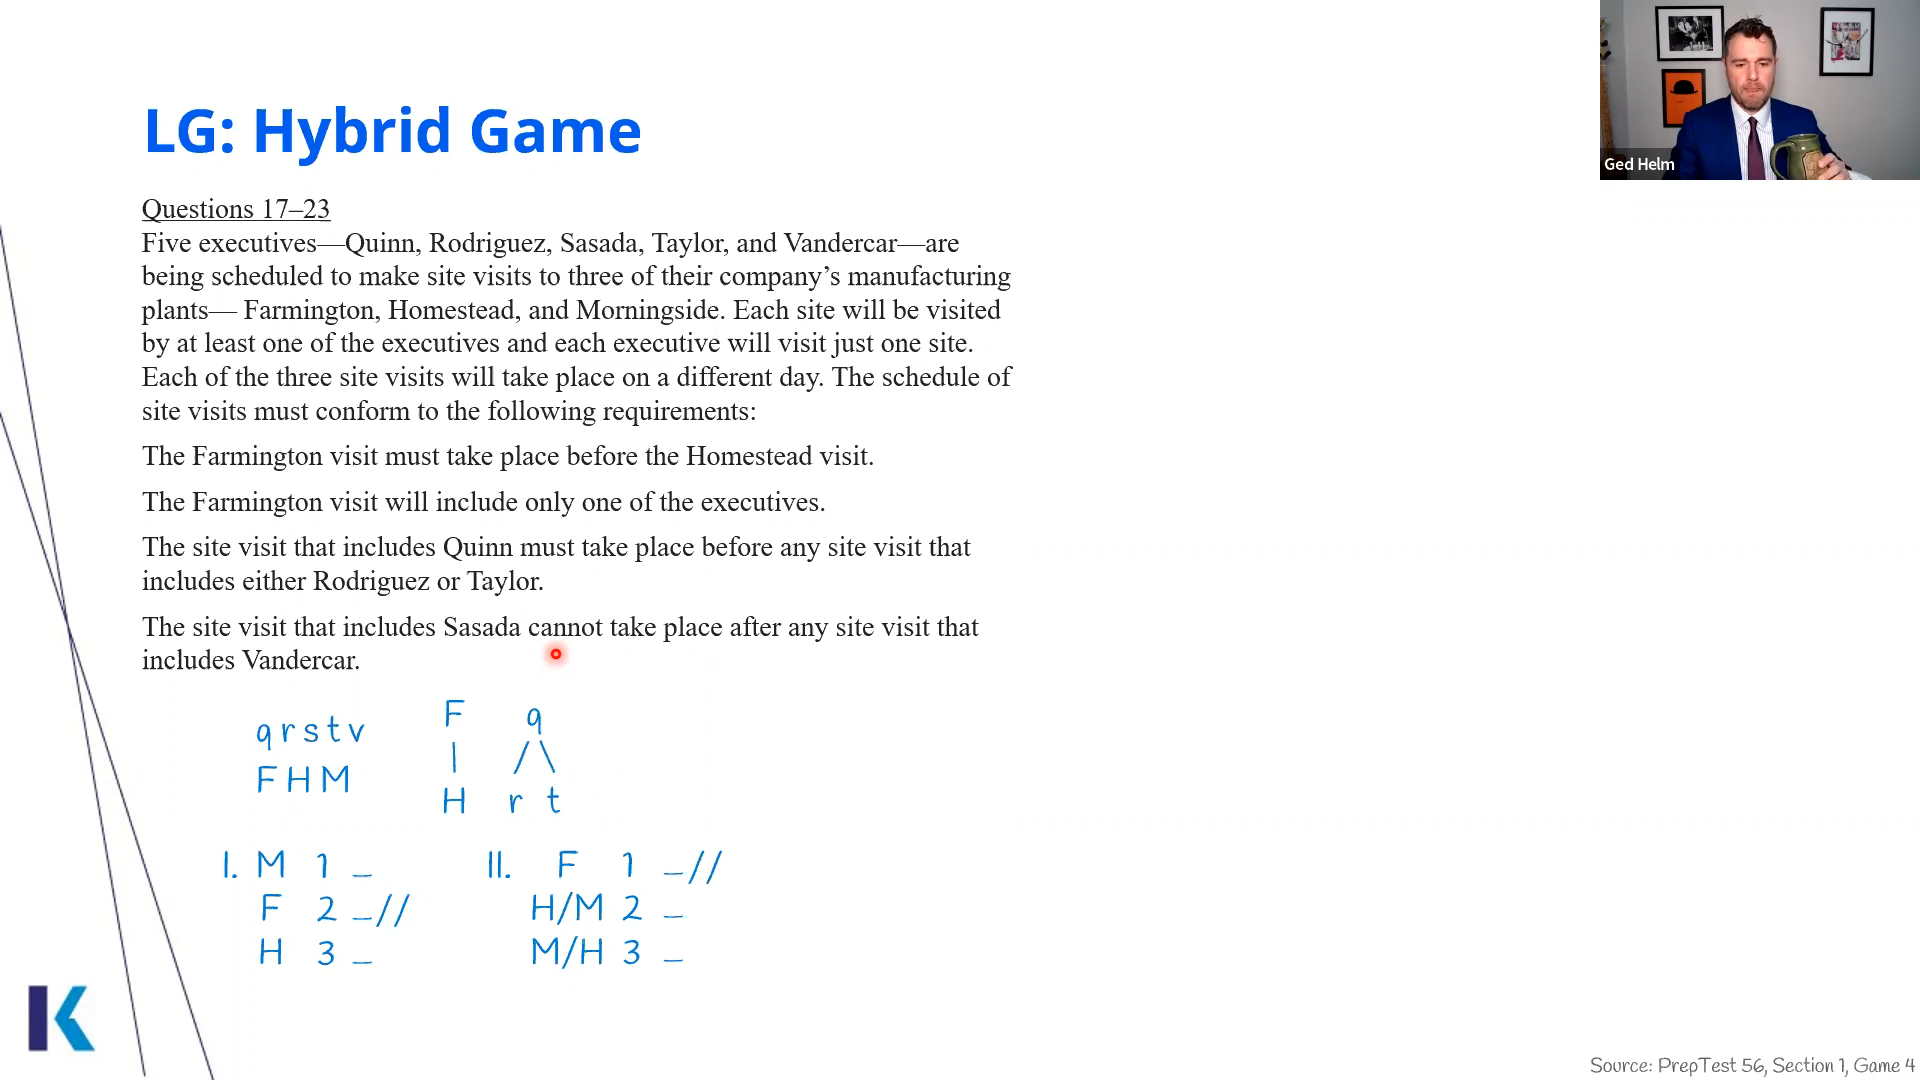 LG: Hybrid Game
Ged Helm
Questions 17–23
Five executives—Quinn, Rodriguez, Sasada, Taylor, and Vandercar—are
being scheduled to make site visits to three of their company’s manufacturing
plants— Farmington, Homestead, and Morningside. Each site will be visited
by at least one of the executives and each executive will visit just one site.
Each of the three site visits will take place on a different day. The schedule of
site visits must conform to the following requirements:
The Farmington visit must take place before the Homestead visit.
The Farmington visit will include only one of the executives.
The site visit that includes Quinn must take place before any site visit that
includes either Rodriguez or Taylor.
The site visit that includes Sasada cannot take place after any site visit that
includes Vandercar.
q r s t v
F H M
F q
| / \
H r t
I. M 1 _
F 2 _//
H 3 _
II. F 1 _//
H/M 2 _
M/H 3 _
K
Source: PrepTest 56, Section 1, Game 4